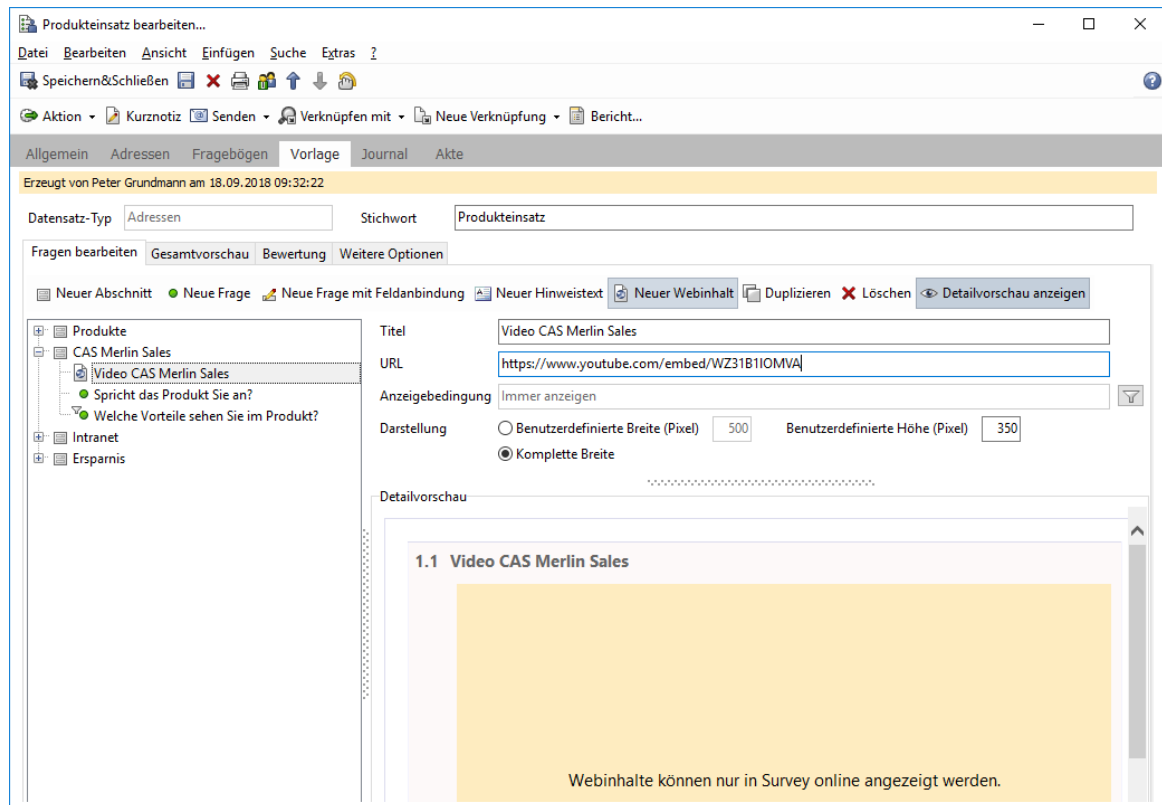 Produkteinsatz bearbeiten...
Datei Bearbeiten Ansicht Einfügen Suche Extras ?
Speichern&Schließen
Aktion Kurznotiz Senden Verknüpfen mit Neue Verknüpfung Bericht...
Allgemein Adressen Fragebögen Vorlage Journal Akte
Erzeugt von Peter Grundmann am 18.09.2018 09:32:22
Datensatz-Typ Adressen Stichwort Produkteinsatz
Fragen bearbeiten Gesamtvorschau Bewertung Weitere Optionen
Neuer Abschnitt Neue Frage Neue Frage mit Feldanbindung Neuer Hinweistext Neuer Webinhalt Duplizieren Löschen Detailvorschau anzeigen
Produkte
CAS Merlin Sales
Video CAS Merlin Sales
Spricht das Produkt Sie an?
Welche Vorteile sehen Sie im Produkt?
Intranet
Ersparnis
Titel Video CAS Merlin Sales
URL https://www.youtube.com/embed/WZ31B1IOMVA
Anzeigebedingung Immer anzeigen
Darstellung Benutzerdefinierte Breite (Pixel) 500 Benutzerdefinierte Höhe (Pixel) 350
Komplette Breite
Detailvorschau
1.1 Video CAS Merlin Sales
Webinhalte können nur in Survey online angezeigt werden.